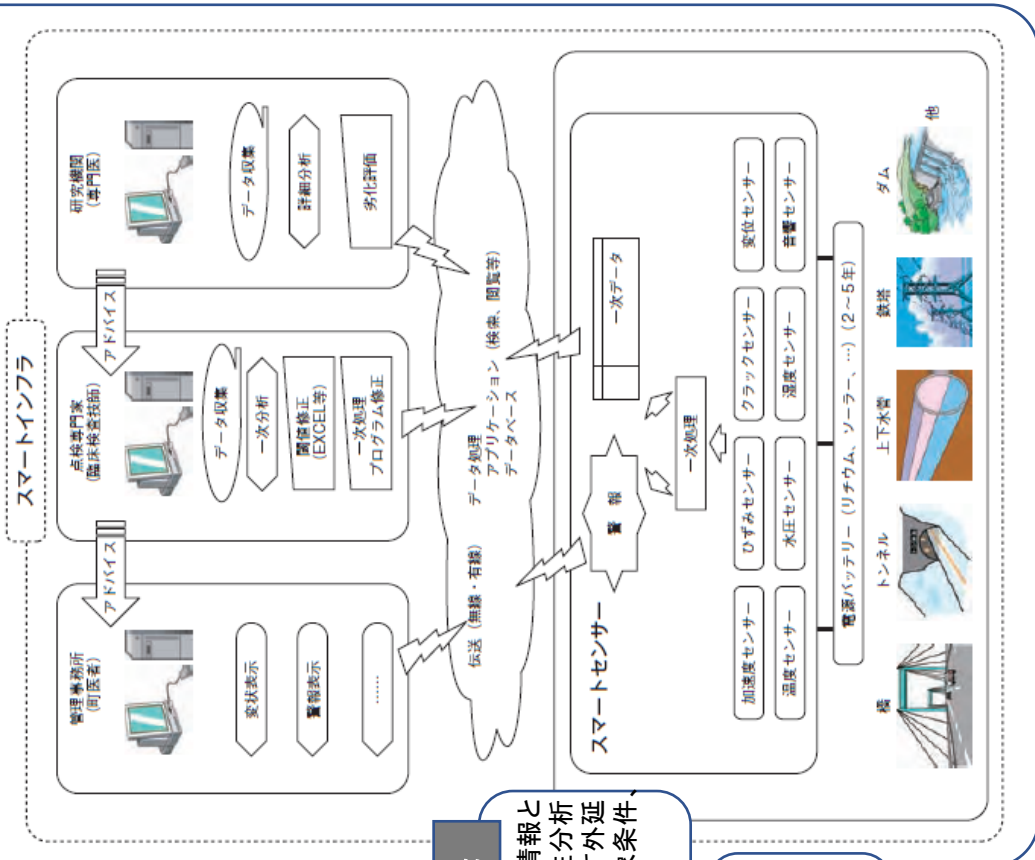 スマートインフラ
管理事務所
(町医者)
変状表示
警報表示
……
アドバイス
点検専門家
(臨床検査技師)
データ収集
一次分析
閾値修正
(EXCEL等)
一次処理
プログラム修正
アドバイス
研究機関
(専門医)
データ収集
詳細分析
劣化評価
伝送 (無線・有線)
データ処理
アプリケーション (検索、閲覧等)
データベース
スマートセンサー
警 報
一次処理
一次データ
加速度センサー
ひずみセンサー
クラックセンサー
変位センサー
温度センサー
水圧センサー
湿度センサー
音響センサー
電源バッテリー (リチウム、ソーラー、…) (2~5年)
橋
トンネル
上下水管
鉄塔
ダム
他
情報と
分析
外延
条件、